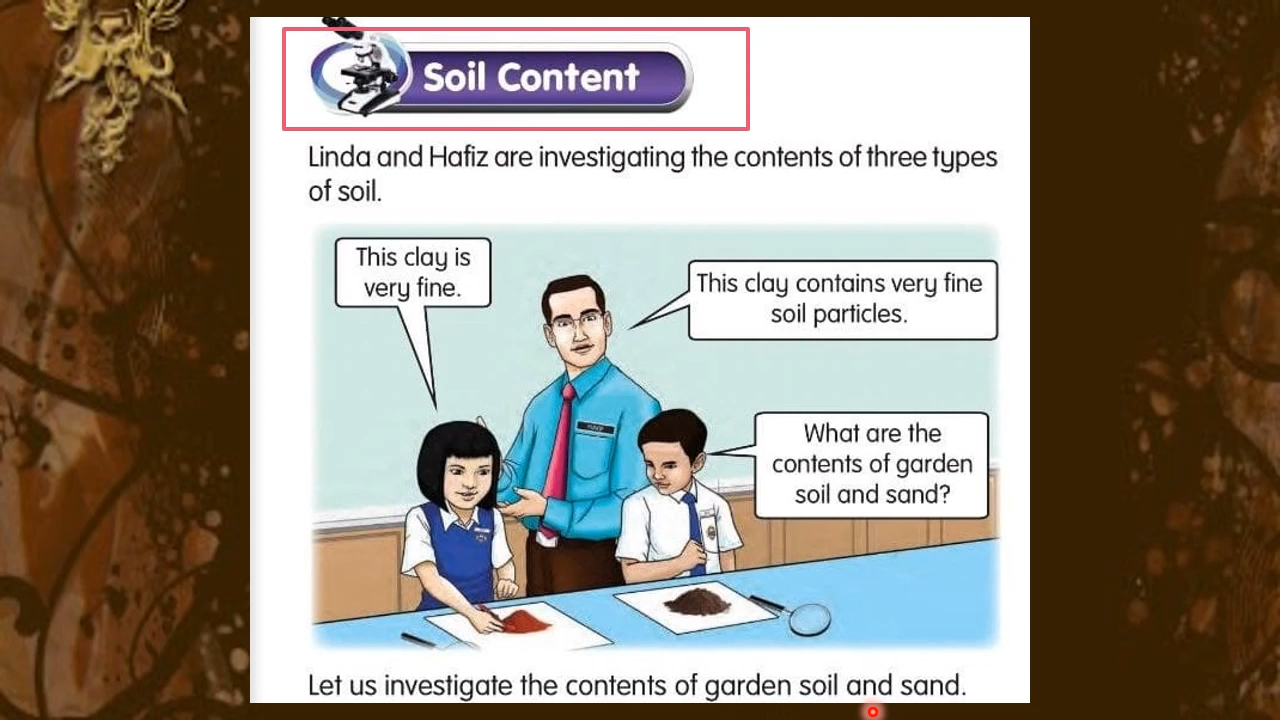 Soil Content
Linda and Hafiz are investigating the contents of three types
of soil.
This clay is
very fine.
This clay contains very fine
soil particles.
What are the
contents of garden
soil and sand?
Let us investigate the contents of garden soil and sand.